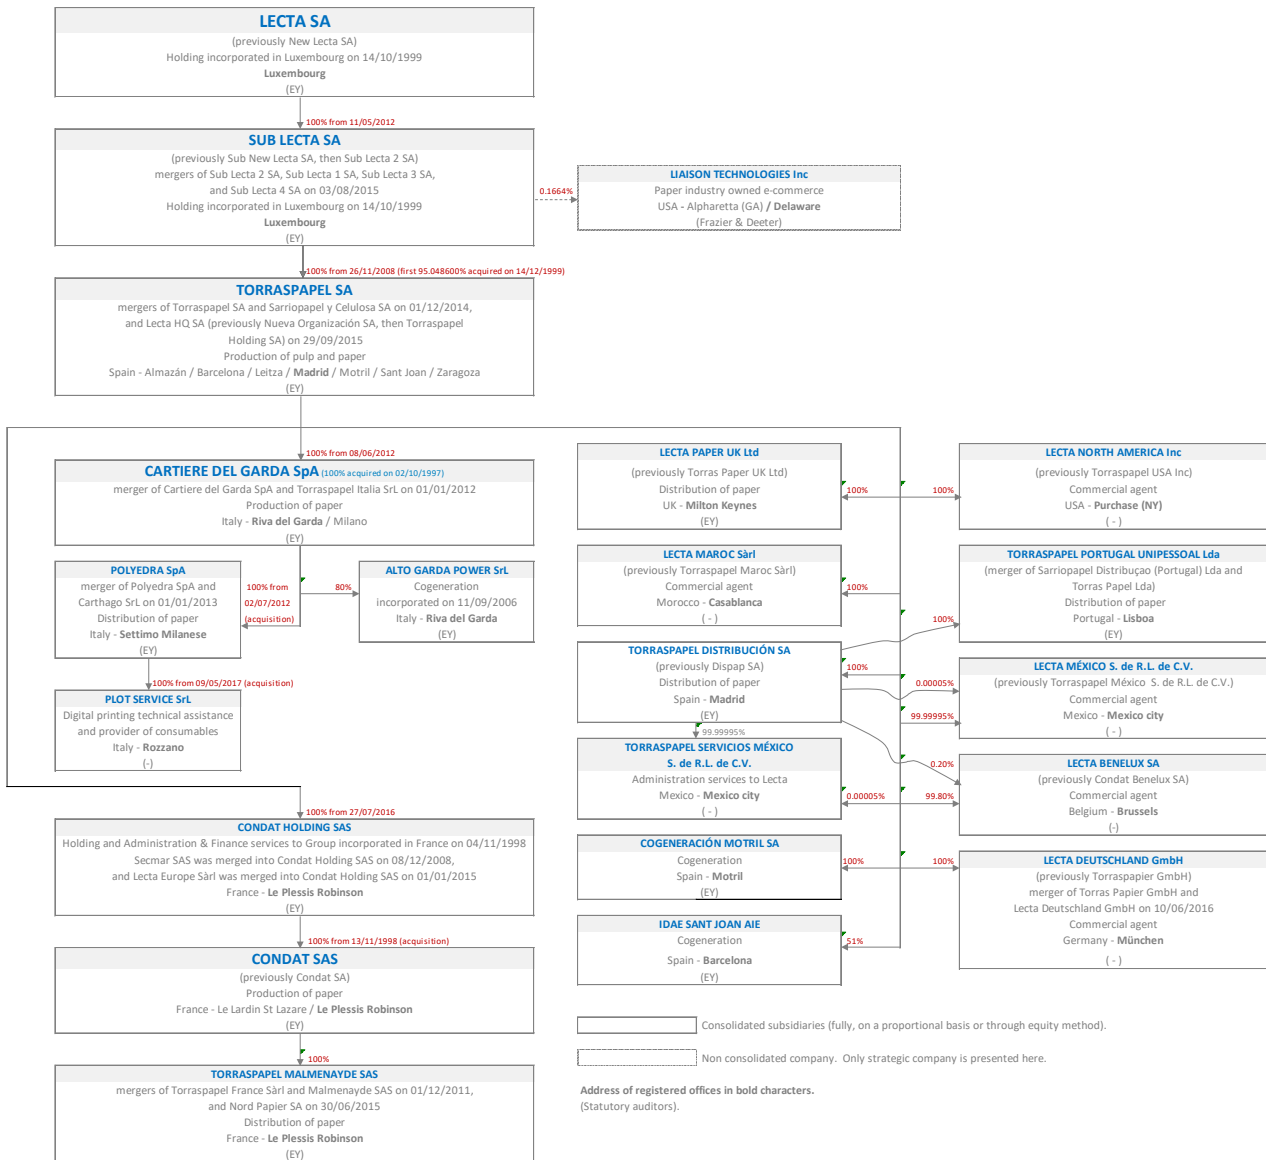 LECTA SA
(previously New Lecta SA)
Holding incorporated in Luxembourg on 14/10/1999
Luxembourg
(EY)
100% from 11/05/2012
SUB LECTA SA
(previously Sub New Lecta SA, then Sub Lecta 2 SA)
mergers of Sub Lecta 2 SA, Sub Lecta 1 SA, Sub Lecta 3 SA,
and Sub Lecta 4 SA on 03/08/2015
Holding incorporated in Luxembourg on 14/10/1999
Luxembourg
(EY)
0.1664%
LIAISON TECHNOLOGIES Inc
Paper industry owned e-commerce
USA - Alpharetta (GA) / Delaware
(Frazier & Deeter)
100% from 26/11/2008 (first 95.048600% acquired on 14/12/1999)
TORRASPAPEL SA
mergers of Torraspapel SA and Sarriopapel y Celulosa SA on 01/12/2014,
and Lecta HQ SA (previously Nueva Organización SA, then Torraspapel
Holding SA) on 29/09/2015
Production of pulp and paper
Spain - Almazán / Barcelona / Leitza / Madrid / Motril / Sant Joan / Zaragoza
(EY)
100% from 08/06/2012
CARTIERE DEL GARDA SpA (100% acquired on 02/10/1997)
merger of Cartiere del Garda SpA and Torraspapel Italia SrL on 01/01/2012
Production of paper
Italy - Riva del Garda / Milano
(EY)
POLYEDRA SpA
merger of Polyedra SpA and
Carthago SrL on 01/01/2013
Distribution of paper
Italy - Settimo Milanese
(EY)
100% from
02/07/2012
(acquisition)
80%
ALTO GARDA POWER SrL
Cogeneration
incorporated on 11/09/2006
Italy - Riva del Garda
(EY)
100% from 09/05/2017 (acquisition)
PLOT SERVICE SrL
Digital printing technical assistance
and provider of consumables
Italy - Rozzano
(-)
100% from 27/07/2016
CONDAT HOLDING SAS
Holding and Administration & Finance services to Group incorporated in France on 04/11/1998
Secmar SAS was merged into Condat Holding SAS on 08/12/2008,
and Lecta Europe Sàrl was merged into Condat Holding SAS on 01/01/2015
France - Le Plessis Robinson
(EY)
100% from 13/11/1998 (acquisition)
CONDAT SAS
(previously Condat SA)
Production of paper
France - Le Lardin St Lazare / Le Plessis Robinson
(EY)
100%
TORRASPAPEL MALMENAYDE SAS
mergers of Torraspapel France Sàrl and Malmenayde SAS on 01/12/2011,
and Nord Papier SA on 30/06/2015
Distribution of paper
France - Le Plessis Robinson
(EY)
LECTA PAPER UK Ltd
(previously Torras Paper UK Ltd)
Distribution of paper
UK - Milton Keynes
(EY)
100%
100%
LECTA NORTH AMERICA Inc
(previously Torraspapel USA Inc)
Commercial agent
USA - Purchase (NY)
( - )
LECTA MAROC Sàrl
(previously Torraspapel Maroc Sàrl)
Commercial agent
Morocco - Casablanca
( - )
100%
TORRASPAPEL PORTUGAL UNIPESSOAL Lda
(merger of Sarriopapel Distribuçao (Portugal) Lda and
Torras Papel Lda)
Distribution of paper
Portugal - Lisboa
(EY)
100%
TORRASPAPEL DISTRIBUCIÓN SA
(previously Dispap SA)
Distribution of paper
Spain - Madrid
(EY)
100%
0.00005%
99.99995%
LECTA MÉXICO S. de R.L. de C.V.
(previously Torraspapel México S. de R.L. de C.V.)
Commercial agent
Mexico - Mexico city
( - )
99.99995%
TORRASPAPEL SERVICIOS MÉXICO
S. de R.L. de C.V.
Administration services to Lecta
Mexico - Mexico city
( - )
0.00005%
0.20%
99.80%
LECTA BENELUX SA
(previously Condat Benelux SA)
Commercial agent
Belgium - Brussels
(-)
COGENERACIÓN MOTRIL SA
Cogeneration
Spain - Motril
(EY)
100%
100%
LECTA DEUTSCHLAND GmbH
(previously Torraspapier GmbH)
merger of Torras Papier GmbH and
Lecta Deutschland GmbH on 10/06/2016
Commercial agent
Germany - München
( - )
IDAE SANT JOAN AIE
Cogeneration
Spain - Barcelona
(EY)
51%
Consolidated subsidiaries (fully, on a proportional basis or through equity method).
Non consolidated company. Only strategic company is presented here.
Address of registered offices in bold characters.
(Statutory auditors).